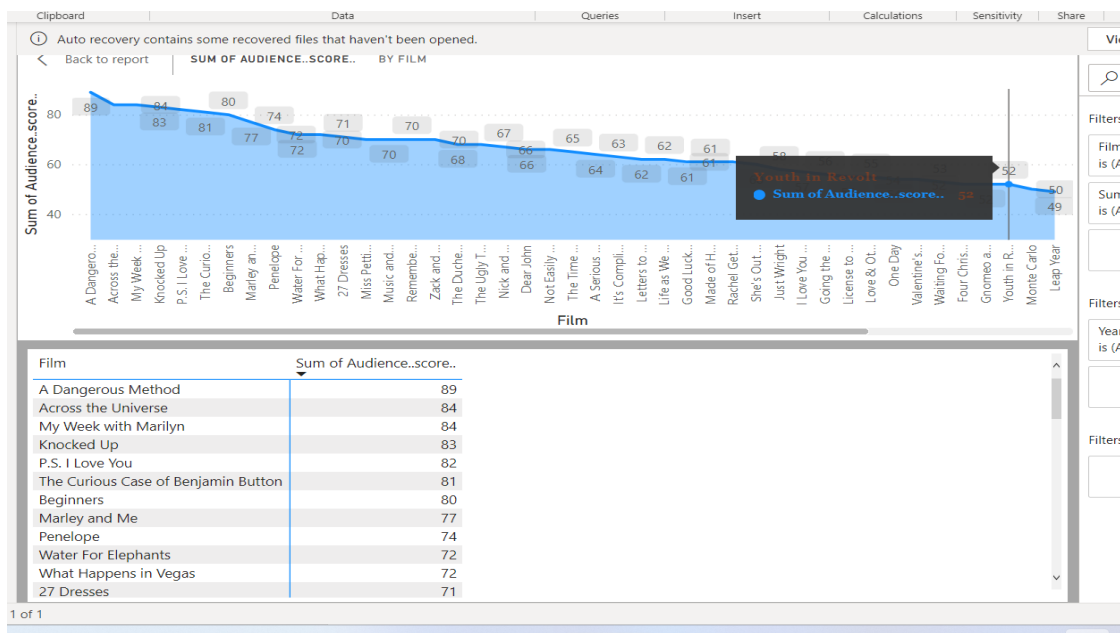 Clipboard Data Queries Insert Calculations Sensitivity Share
Auto recovery contains some recovered files that haven't been opened.
Back to report SUM OF AUDIENCE..SCORE.. BY FILM
Sum of Audience..score..
80
60
40
89 84 83 81 80 77 74 72 72 71 70 70 70 70 68 67 66 66 65 64 63 62 62 61 61 61 52 50 49
Youth in Revolt
Sum of Audience..score.. 52
A Dangero...
Across the...
My Week ...
Knocked Up
P.S. I Love...
The Curio...
Beginners
Marley an...
Penelope
Water For ...
What Hap...
27 Dresses
Miss Petti...
Music and...
Remembe...
Zack and ...
The Duche...
The Ugly T...
Nick and ...
Dear John
Not Easily ...
The Time ...
A Serious ...
It's Compli...
Letters to ...
Life as We...
Good Luck...
Made of H...
Rachel Get...
She's Out ...
Just Wright
I Love You...
Going the ...
License to ...
Love & Ot...
One Day
Valentine's...
Waiting Fo...
Four Chris...
Gnomeo a...
Youth in R...
Monte Carlo
Leap Year
Film
Film Sum of Audience..score..
A Dangerous Method 89
Across the Universe 84
My Week with Marilyn 84
Knocked Up 83
P.S. I Love You 82
The Curious Case of Benjamin Button 81
Beginners 80
Marley and Me 77
Penelope 74
Water For Elephants 72
What Happens in Vegas 72
27 Dresses 71
1 of 1
Vi
Filters
Film
is (A
Sum
is (A
Filters
Year
is (A
Filters